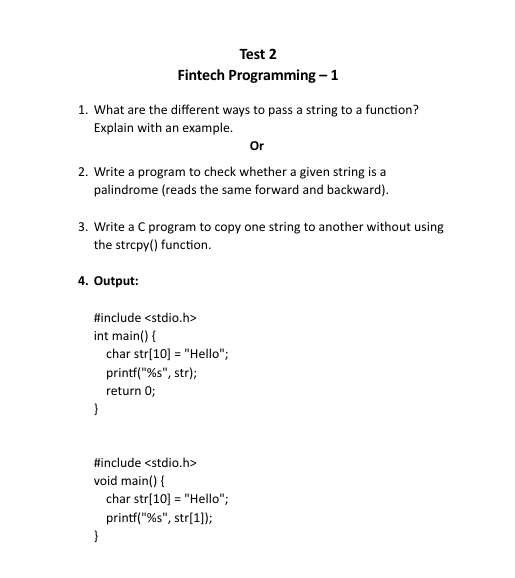 Test 2
Fintech Programming – 1
1. What are the different ways to pass a string to a function?
Explain with an example.
Or
2. Write a program to check whether a given string is a
palindrome (reads the same forward and backward).
3. Write a C program to copy one string to another without using
the strcpy() function.
4. Output:
#include <stdio.h>
int main() {
char str[10] = "Hello";
printf("%s", str);
return 0;
}
#include <stdio.h>
void main() {
char str[10] = "Hello";
printf("%s", str[1]);
}